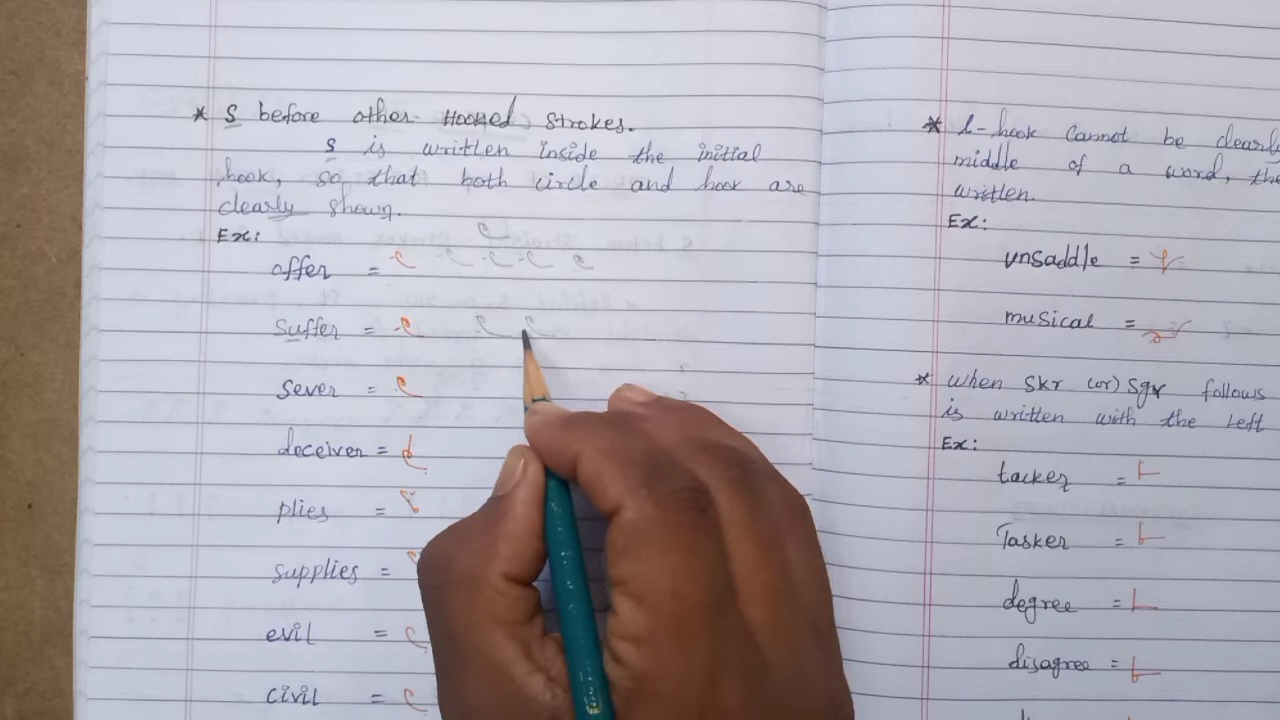 * S before other Hooked strokes.
S is written inside the initial
hook, so that both circle and hook are
clearly shown.
Ex:
offer =
suffer =
sever =
deceiver =
plies =
supplies =
evil =
civil =
* l-hook cannot be clearly
middle of a word, the
written.
Ex:
unsaddle =
musical =
* when skr (or) sgr follows
is written with the Left
Ex:
tacker =
Tasker =
degree =
disagree =